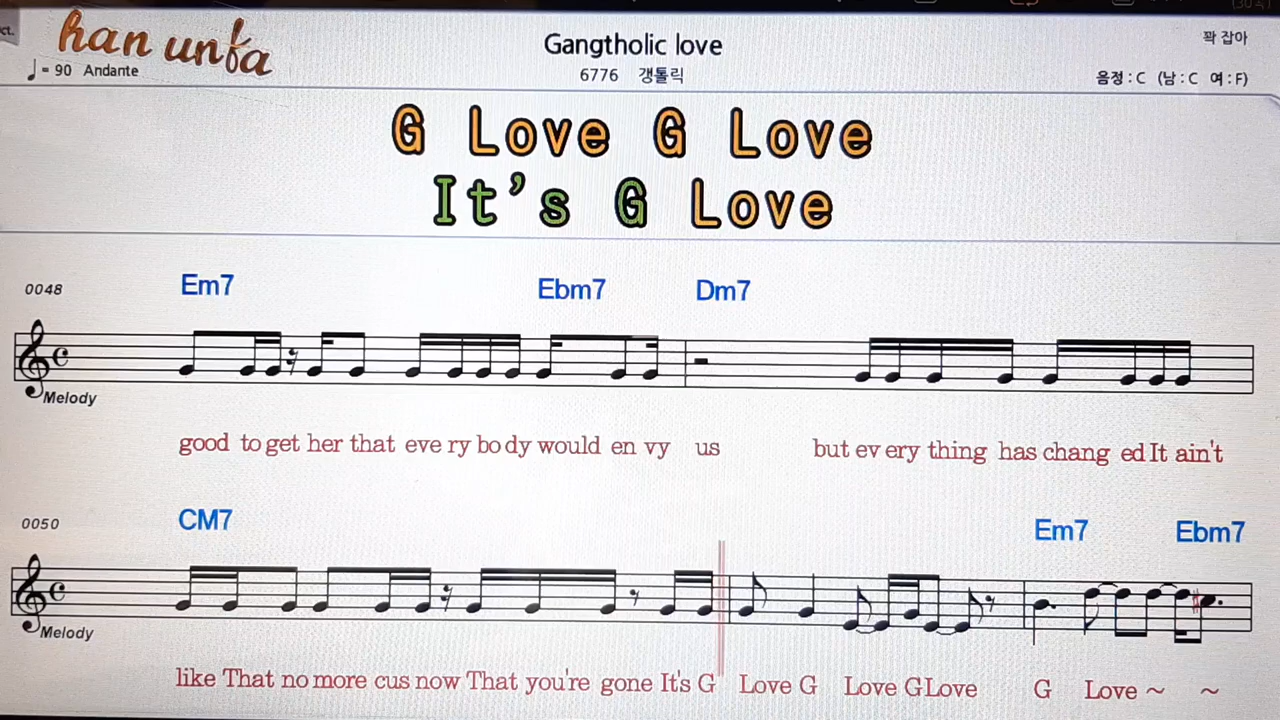 han unfa
Gangtholic love
꽉 잡아
♩ = 90 Andante
6776 갱톨릭
음정 : C (남 : C 여 : F)
G Love G Love
It's G Love
0048 Em7 Ebm7 Dm7
Melody
good to get her that eve ry bo dy would en vy us but ev ery thing has chang ed It ain't
0050 CM7 Em7 Ebm7
Melody
like That no more cus now That you're gone It's G Love G Love G Love G Love ~ ~